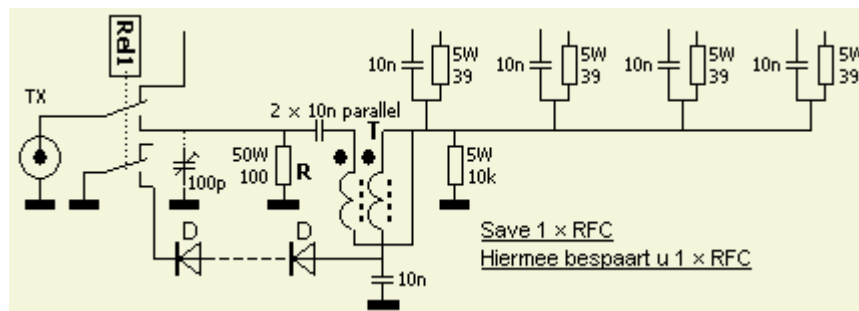 Rel1
TX
2 × 10n parallel
T
10n
5W
39
10n
5W
39
10n
5W
39
10n
5W
39
100p
50W
100
R
5W
10k
D
D
10n
Save 1 × RFC
Hiermee bespaart u 1 × RFC